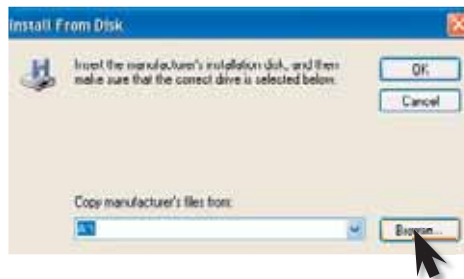 Install From Disk
Insert the manufacturer's installation disk, and then
make sure that the correct drive is selected below.
OK
Cancel
Copy manufacturer's files from:
A:\
Browse...